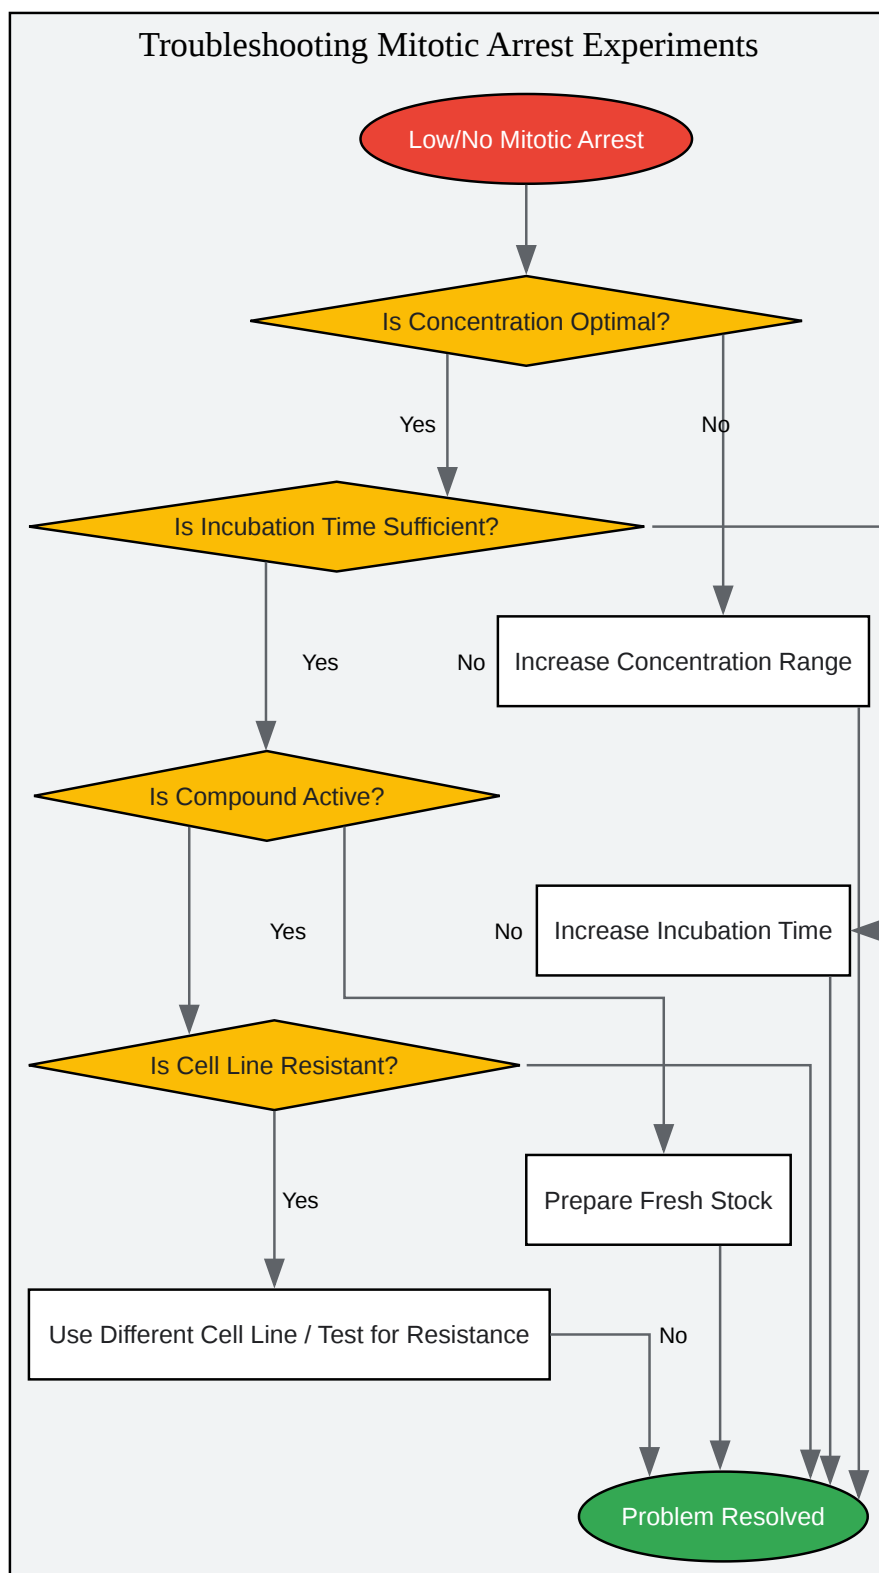 Troubleshooting Mitotic Arrest Experiments
Low/No Mitotic Arrest
Is Concentration Optimal?
Yes
No
Is Incubation Time Sufficient?
Yes
No
Increase Concentration Range
Is Compound Active?
Yes
No
Increase Incubation Time
Is Cell Line Resistant?
Yes
Prepare Fresh Stock
Use Different Cell Line / Test for Resistance
No
Problem Resolved